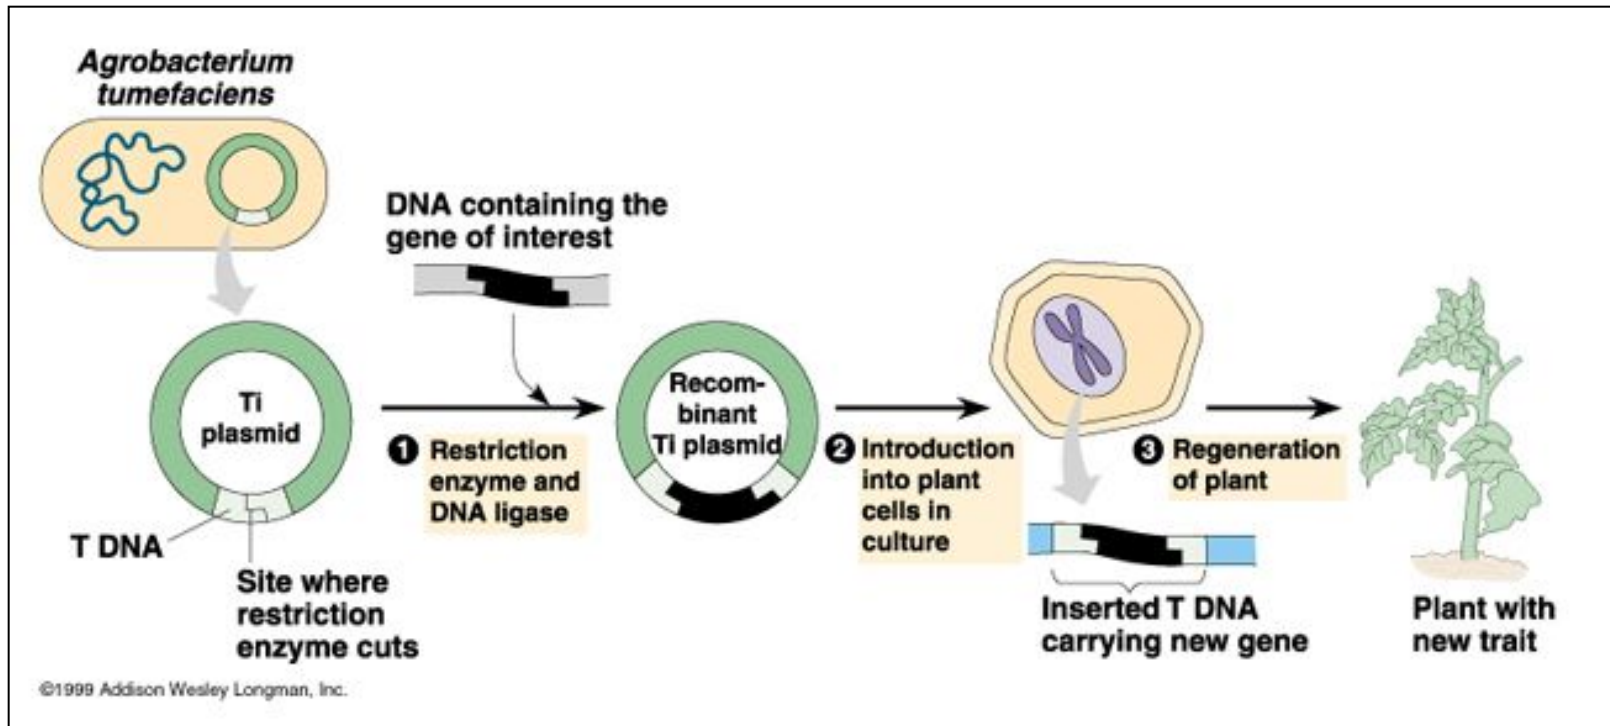 Agrobacterium
tumefaciens
DNA containing the
gene of interest
Ti
plasmid
T DNA
Site where
restriction
enzyme cuts
1 Restriction
enzyme and
DNA ligase
Recom-
binant
Ti plasmid
2 Introduction
into plant
cells in
culture
Inserted T DNA
carrying new gene
3 Regeneration
of plant
Plant with
new trait
©1999 Addison Wesley Longman, Inc.